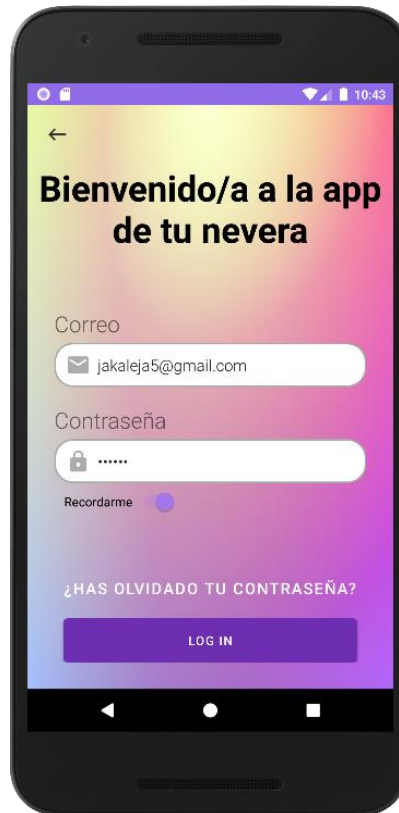 10:43
Bienvenido/a a la app
de tu nevera
Correo
jakaleja5@gmail.com
Contraseña
••••••
Recordarme
¿HAS OLVIDADO TU CONTRASEÑA?
LOG IN